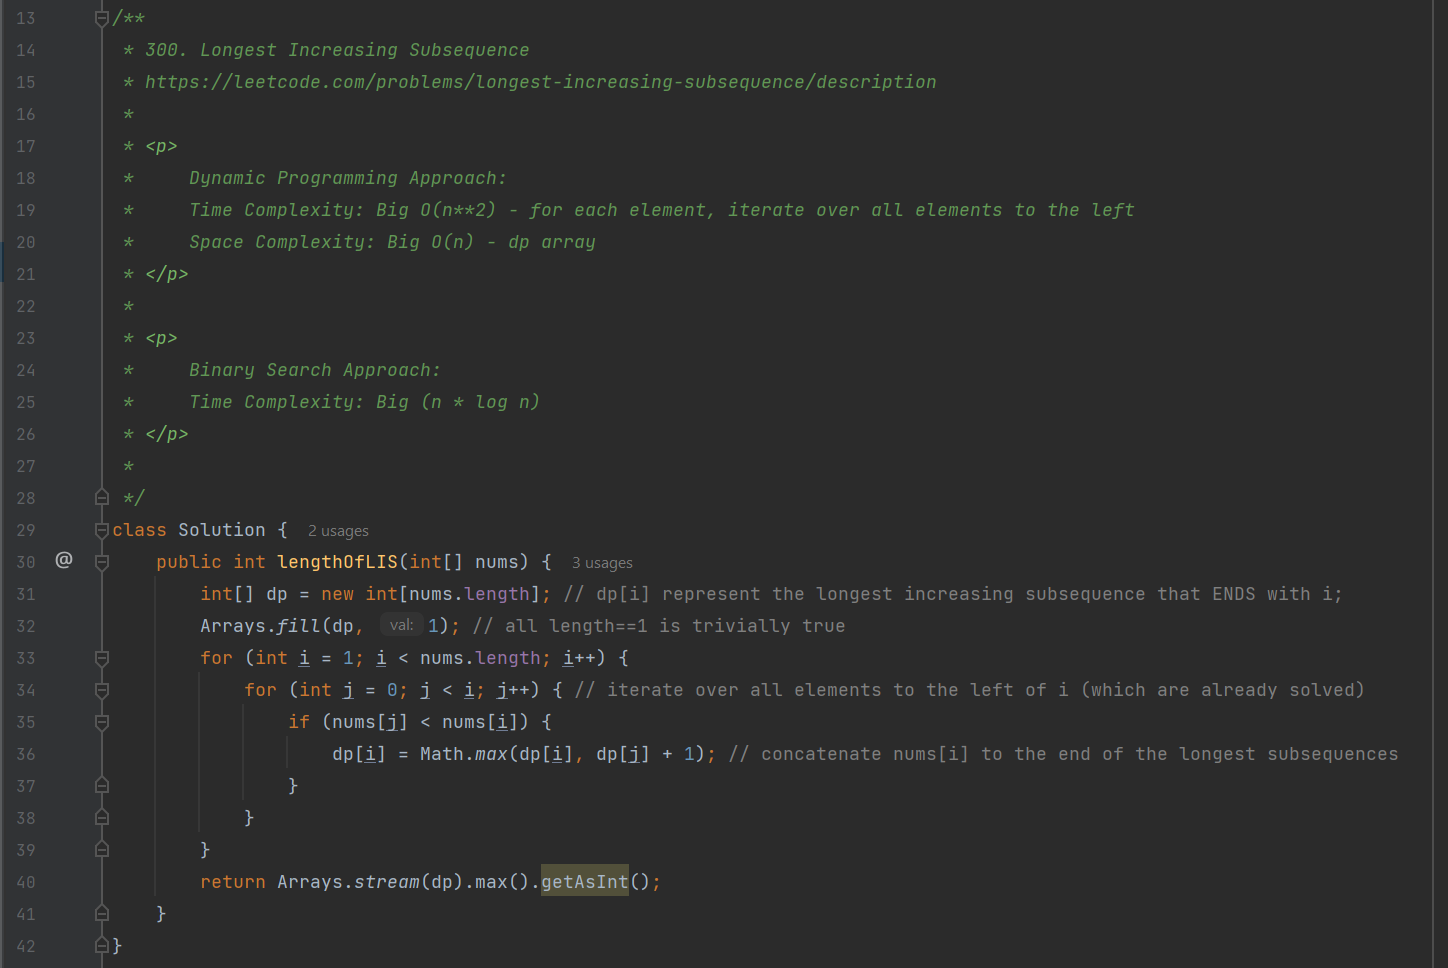 13 /**
14  * 300. Longest Increasing Subsequence
15  * https://leetcode.com/problems/longest-increasing-subsequence/description
16  *
17  * <p>
18  *     Dynamic Programming Approach:
19  *     Time Complexity: Big O(n**2) - for each element, iterate over all elements to the left
20  *     Space Complexity: Big O(n) - dp array
21  * </p>
22  *
23  * <p>
24  *     Binary Search Approach:
25  *     Time Complexity: Big (n * log n)
26  * </p>
27  *
28  */
29 class Solution {  2 usages
30 @     public int lengthOfLIS(int[] nums) {  3 usages
31         int[] dp = new int[nums.length]; // dp[i] represent the longest increasing subsequence that ENDS with i;
32         Arrays.fill(dp, val: 1); // all length==1 is trivially true
33         for (int i = 1; i < nums.length; i++) {
34             for (int j = 0; j < i; j++) { // iterate over all elements to the left of i (which are already solved)
35                 if (nums[j] < nums[i]) {
36                     dp[i] = Math.max(dp[i], dp[j] + 1); // concatenate nums[i] to the end of the longest subsequences
37                 }
38             }
39         }
40         return Arrays.stream(dp).max().getAsInt();
41     }
42 }